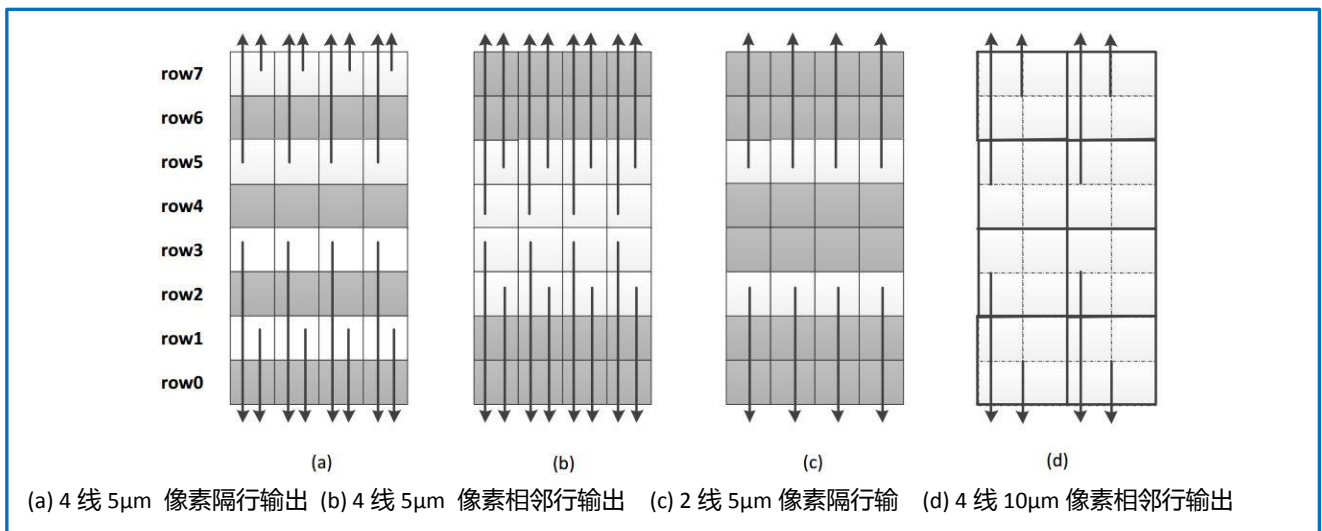 row7
row6
row5
row4
row3
row2
row1
row0
(a) (b) (c) (d)
(a) 4 线 5μm 像素隔行输出 (b) 4 线 5μm 像素相邻行输出 (c) 2 线 5μm 像素隔行输 (d) 4 线 10μm 像素相邻行输出